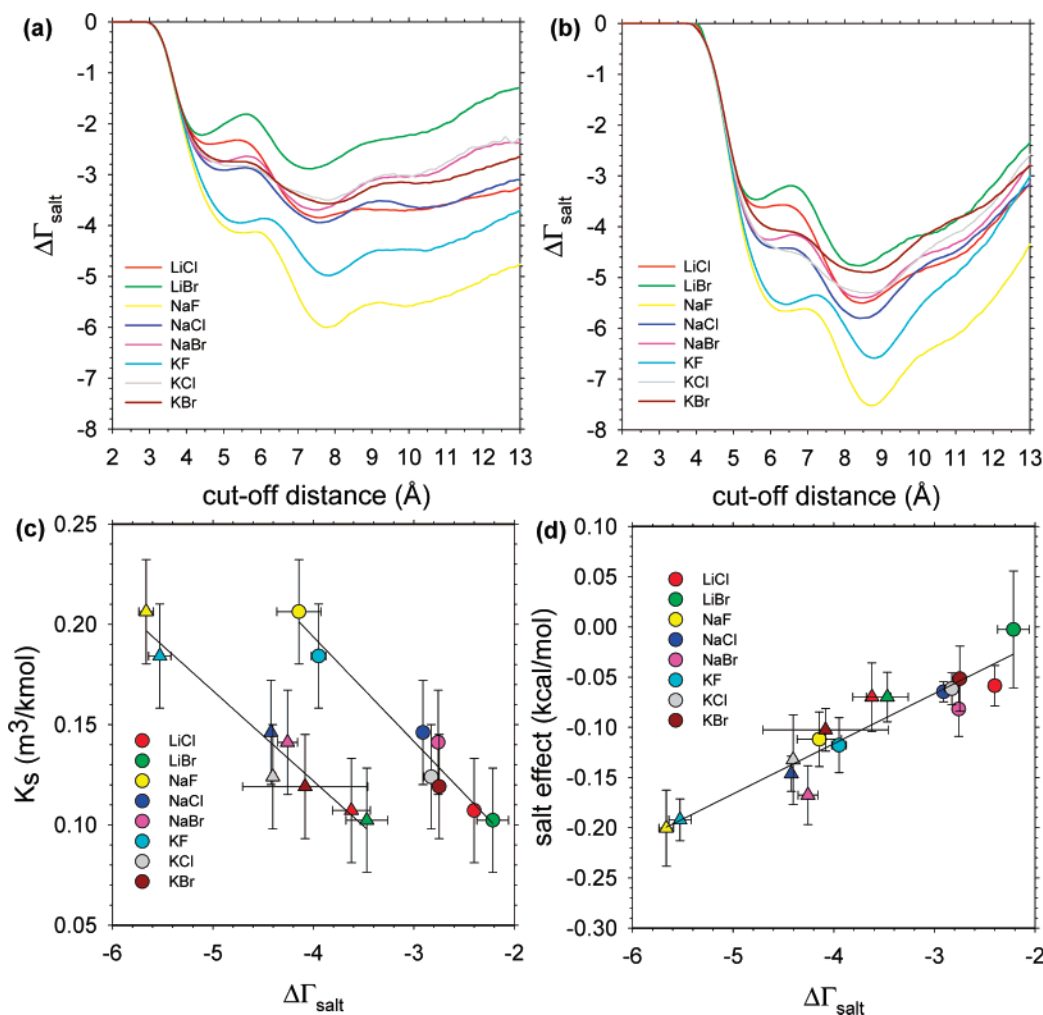 (a)
0
-1
-2
-3
-4
-5
-6
-7
-8
ΔΓsalt
LiCl
LiBr
NaF
NaCl
NaBr
KF
KCl
KBr
2 3 4 5 6 7 8 9 10 11 12 13
cut-off distance (Å)
(b)
0
-1
-2
-3
-4
-5
-6
-7
-8
ΔΓsalt
LiCl
LiBr
NaF
NaCl
NaBr
KF
KCl
KBr
2 3 4 5 6 7 8 9 10 11 12 13
cut-off distance (Å)
(c)
0.25
0.20
0.15
0.10
0.05
Ks (m³/kmol)
LiCl
LiBr
NaF
NaCl
NaBr
KF
KCl
KBr
-6 -5 -4 -3 -2
ΔΓsalt
(d)
0.10
0.05
0.00
-0.05
-0.10
-0.15
-0.20
-0.30
salt effect (kcal/mol)
LiCl
LiBr
NaF
NaCl
NaBr
KF
KCl
KBr
-6 -5 -4 -3 -2
ΔΓsalt